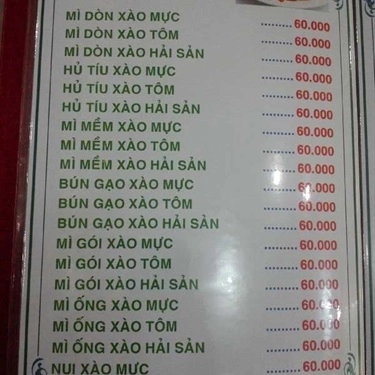 MÌ DÒN XÀO MỰC .......... 60.000
MÌ DÒN XÀO TÔM .......... 60.000
MÌ DÒN XÀO HẢI SẢN .......... 60.000
HỦ TÍU XÀO MỰC .......... 60.000
HỦ TÍU XÀO TÔM .......... 60.000
HỦ TÍU XÀO HẢI SẢN .......... 60.000
MÌ MỀM XÀO MỰC .......... 60.000
MÌ MỀM XÀO TÔM .......... 60.000
MÌ MỀM XÀO HẢI SẢN .......... 60.000
BÚN GẠO XÀO MỰC .......... 60.000
BÚN GẠO XÀO TÔM .......... 60.000
BÚN GẠO XÀO HẢI SẢN .......... 60.000
MÌ GÓI XÀO MỰC .......... 60.000
MÌ GÓI XÀO TÔM .......... 60.000
MÌ GÓI XÀO HẢI SẢN .......... 60.000
MÌ ỐNG XÀO MỰC .......... 60.000
MÌ ỐNG XÀO TÔM .......... 60.000
MÌ ỐNG XÀO HẢI SẢN .......... 60.000
NUI XÀO MỰC .......... 60.000